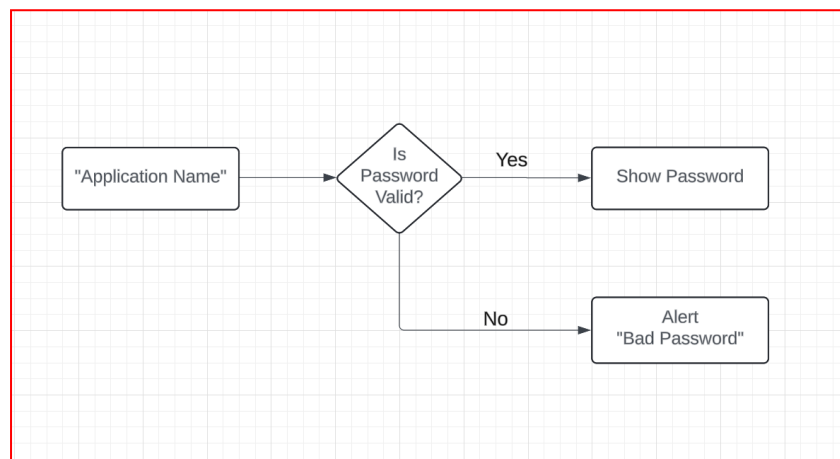 "Application Name"
Is
Password
Valid?
Yes
Show Password
No
Alert
"Bad Password"